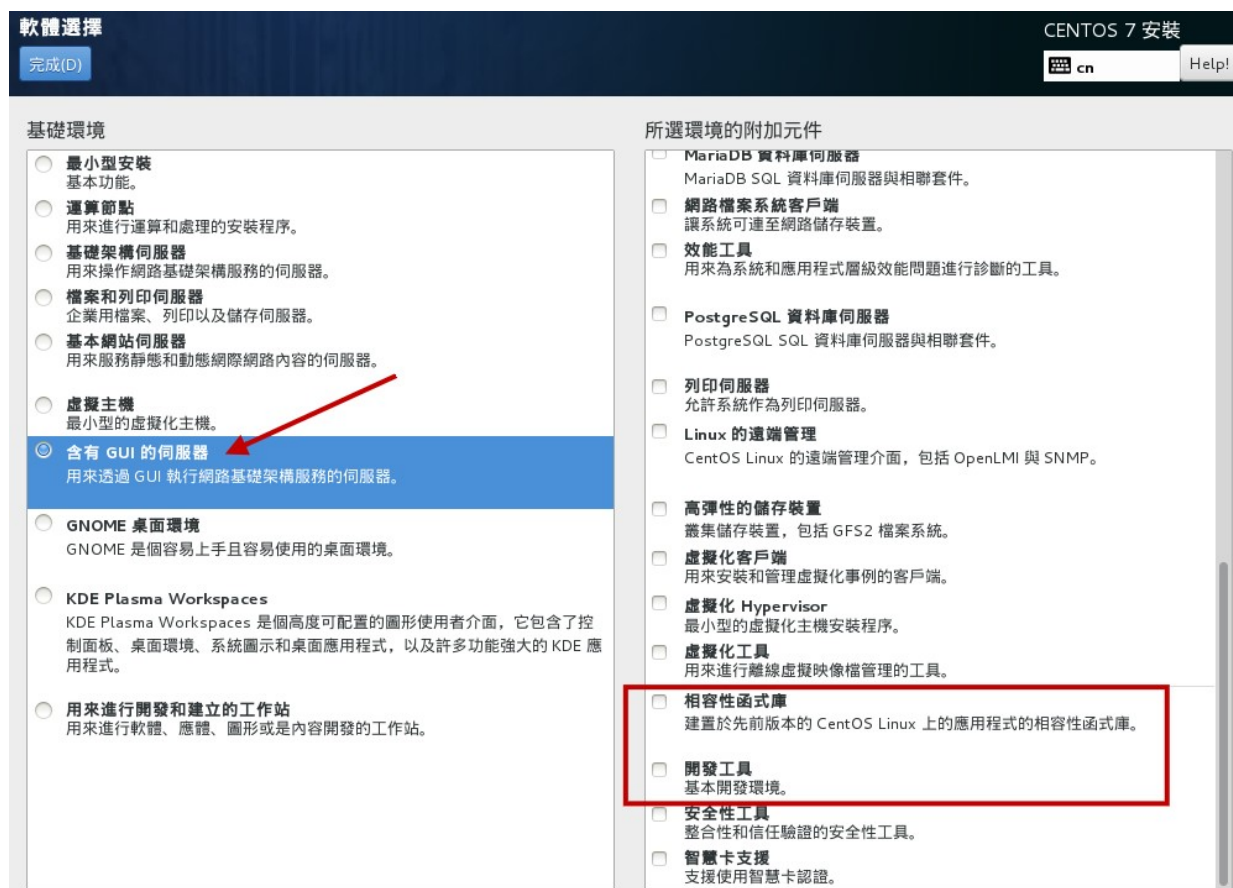 軟體選擇
完成(D)
CENTOS 7 安裝
cn
Help!
基礎環境
最小型安裝
基本功能。
運算節點
用來進行運算和處理的安裝程序。
基礎架構伺服器
用來操作網路基礎架構服務的伺服器。
檔案和列印伺服器
企業用檔案、列印以及儲存伺服器。
基本網站伺服器
用來服務靜態和動態網際網路內容的伺服器。
虛擬主機
最小型的虛擬化主機。
含有 GUI 的伺服器
用來透過 GUI 執行網路基礎架構服務的伺服器。
GNOME 桌面環境
GNOME 是個容易上手且容易使用的桌面環境。
KDE Plasma Workspaces
KDE Plasma Workspaces 是個高度可配置的圖形使用者介面，它包含了控
制面板、桌面環境、系統圖示和桌面應用程式，以及許多功能強大的 KDE 應
用程式。
用來進行開發和建立的工作站
用來進行軟體、應體、圖形或是內容開發的工作站。
所選環境的附加元件
MariaDB 資料庫伺服器
MariaDB SQL 資料庫伺服器與相聯套件。
網路檔案系統客戶端
讓系統可連至網路儲存裝置。
效能工具
用來為系統和應用程式層級效能問題進行診斷的工具。
PostgreSQL 資料庫伺服器
PostgreSQL SQL 資料庫伺服器與相聯套件。
列印伺服器
允許系統作為列印伺服器。
Linux 的遠端管理
CentOS Linux 的遠端管理介面，包括 OpenLMI 與 SNMP。
高彈性的儲存裝置
叢集儲存裝置，包括 GFS2 檔案系統。
虛擬化客戶端
用來安裝和管理虛擬化事例的客戶端。
虛擬化 Hypervisor
最小型的虛擬化主機安裝程序。
虛擬化工具
用來進行離線虛擬映像檔管理的工具。
相容性函式庫
建置於先前版本的 CentOS Linux 上的應用程式的相容性函式庫。
開發工具
基本開發環境。
安全性工具
整合性和信任驗證的安全性工具。
智慧卡支援
支援使用智慧卡認證。